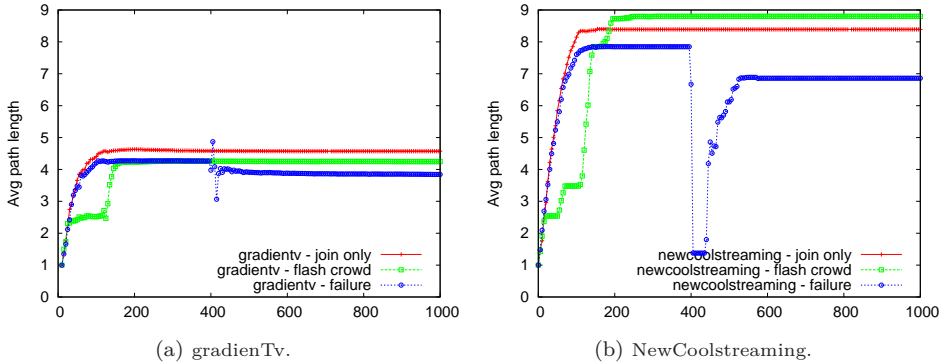 9
8
7
6
5
4
3
2
1
0
Avg path length
gradientv - join only
gradientv - flash crowd
gradientv - failure
0 200 400 600 800 1000
(a) gradienTv.
9
8
7
6
5
4
3
2
1
0
Avg path length
newcoolstreaming - join only
newcoolstreaming - flash crowd
newcoolstreaming - failure
0 200 400 600 800 1000
(b) NewCoolstreaming.